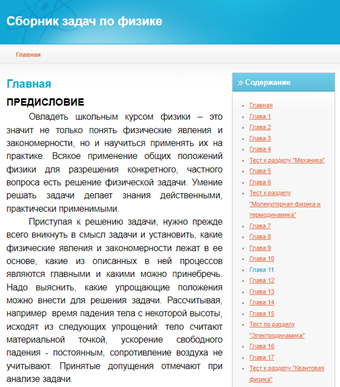 Сборник задач по физике
Главная
Главная
ПРЕДИСЛОВИЕ
Овладеть школьным курсом физики – это
значит не только понять физические явления и
закономерности, но и научиться применять их на
практике. Всякое применение общих положений
физики для разрешения конкретного, частного
вопроса есть решение физической задачи. Умение
решать задачи делает знания действенными,
практически применимыми.
Приступая к решению задачи, нужно прежде
всего вникнуть в смысл задачи и установить, какие
физические явления и закономерности лежат в ее
основе, какие из описанных в ней процессов
являются главными и какими можно принебречь.
Надо выяснить, какие упрощающие положения
можно внести для решения задачи. Рассчитывая,
например время падения тела с некоторой высоты,
исходят из следующих упрощений: тело считают
материальной точкой, ускорение свободного
падения - постоянным, сопротивление воздуха не
учитывают. Принятые допущения отмечают при
анализе задачи.
Содержание
Главная
Глава 1
Глава 2
Глава 3
Глава 4
Тест к разделу "Механика"
Глава 5
Глава 6
Тест к разделу
"Молекулярная физика и
термодинамика"
Глава 7
Глава 8
Глава 9
Глава 10
Глава 11
Глава 12
Глава 13
Глава 14
Глава 15
Тест по разделу
"Электродинамика"
Глава 16
Глава 17
Тест к разделу "Квантовая
физика"